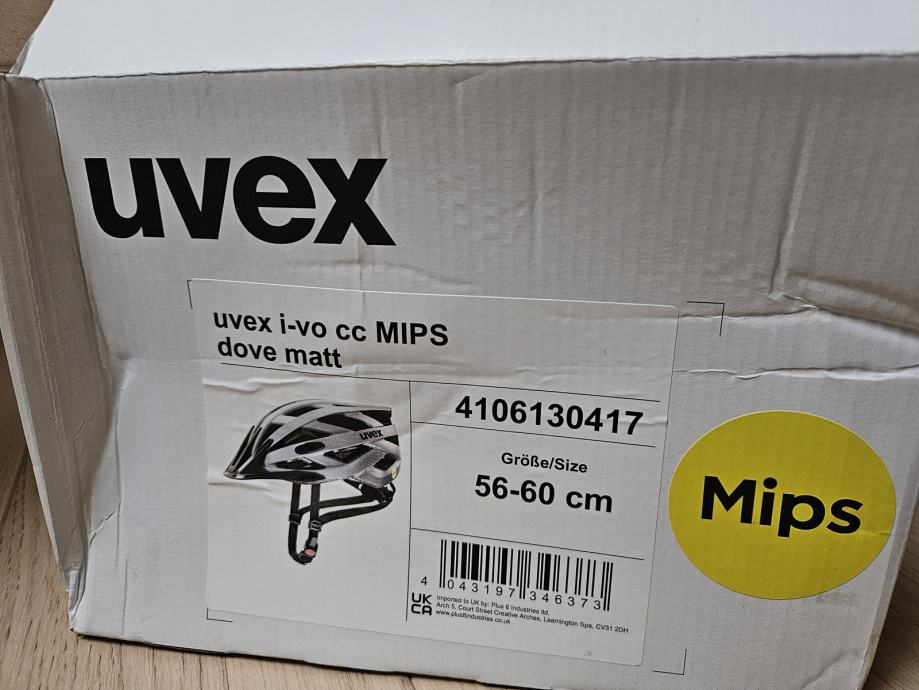 uvex
uvex i-vo cc MIPS
dove matt
uvex
4106130417
Größe/Size
56-60 cm
Mips
4 043197 346373
UK
CA
Imported to UK by: Plus 8 Industries ltd.
Arch 5, Court Street Creative Arches, Leamington Spa, CV31 2DH
www.plus8industries.co.uk